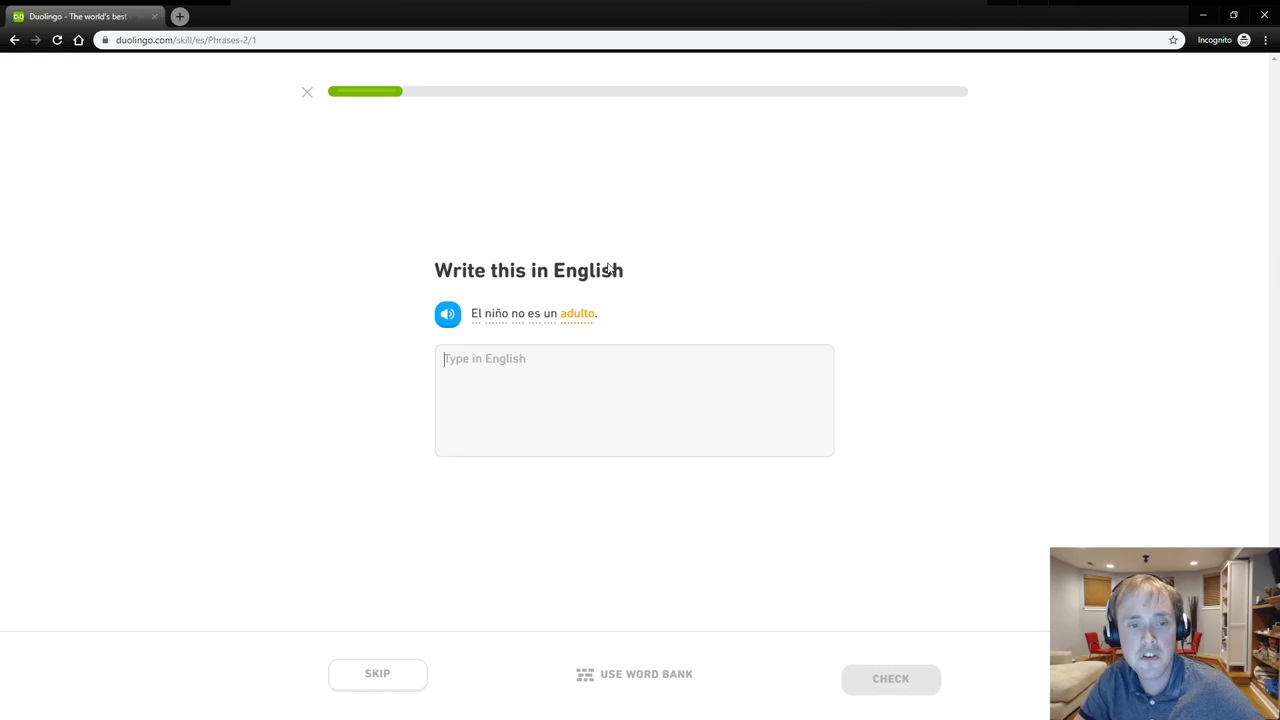 Duolingo - The world's best
duolingo.com/skill/es/Phrases-2/1
Incognito
Write this in English
El niño no es un adulto.
Type in English
SKIP
USE WORD BANK
CHECK